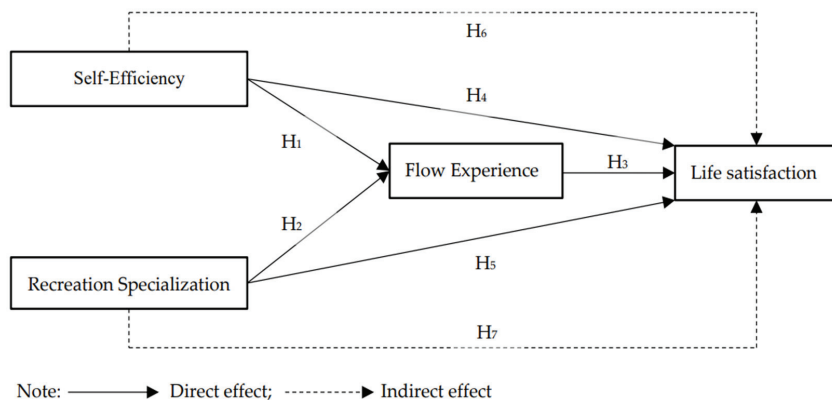 H6
Self-Efficiency
H4
H1
Flow Experience
H3
Life satisfaction
H2
Recreation Specialization
H5
H7
Note: Direct effect; Indirect effect